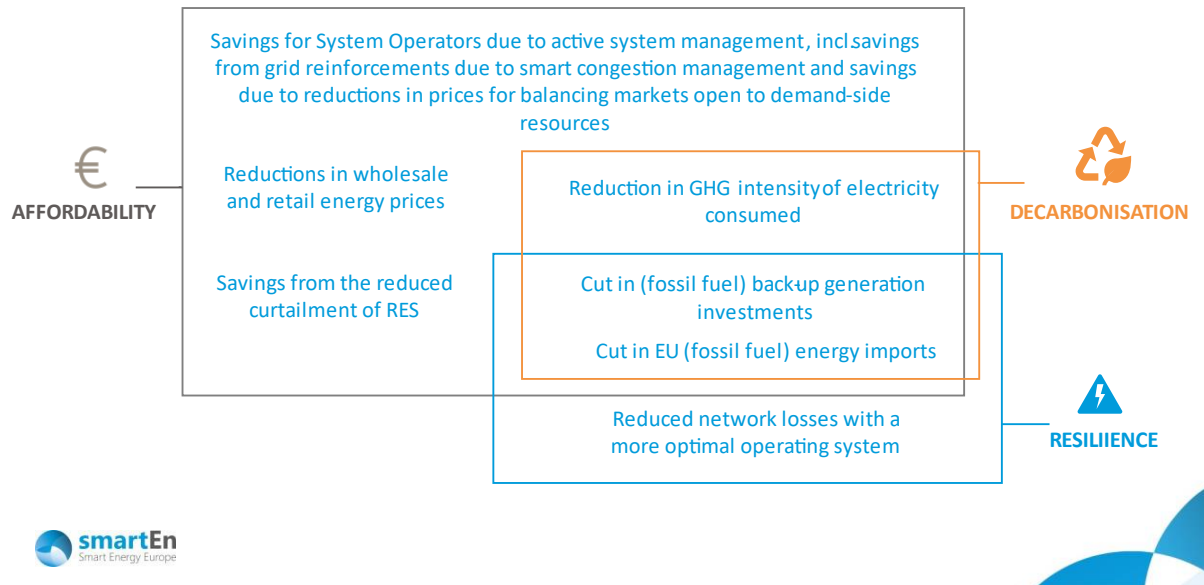 Savings for System Operators due to active system management, incl.savings
from grid reinforcements due to smart congestion management and savings
due to reductions in prices for balancing markets open to demand-side
resources
€
AFFORDABILITY
Reductions in wholesale
and retail energy prices
Reduction in GHG intensity of electricity
consumed
DECARBONISATION
Savings from the reduced
curtailment of RES
Cut in (fossil fuel) back-up generation
investments
Cut in EU (fossil fuel) energy imports
Reduced network losses with a
more optimal operating system
RESILIIENCE
smartEn
Smart Energy Europe